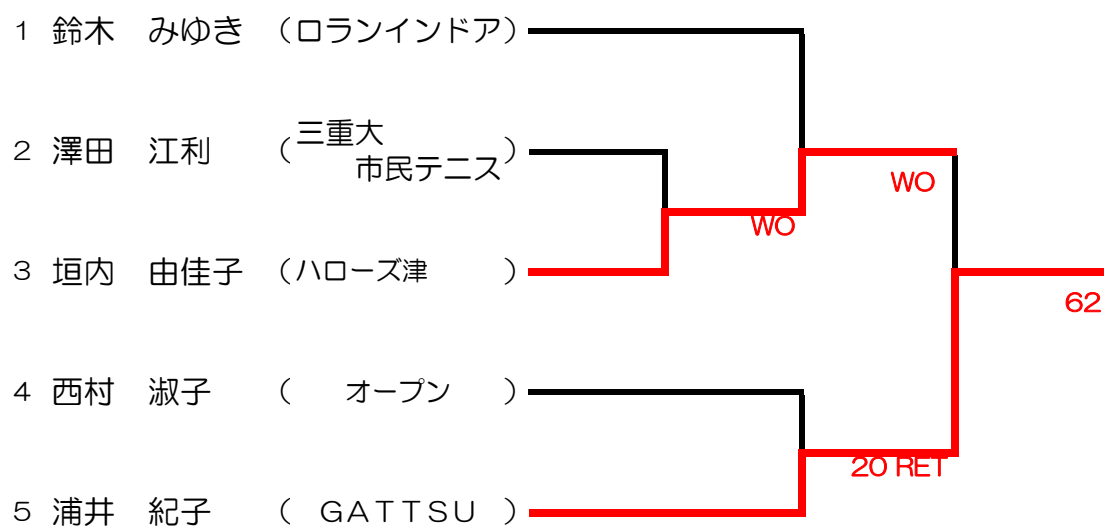 1 鈴木 みゆき （ロランインドア）
2 澤田 江利 （三重大 市民テニス）
WO
WO
3 垣内 由佳子 （ハローズ津 ）
62
4 西村 淑子 （ オープン ）
20 RET
5 浦井 紀子 （ ＧＡＴＴＳＵ ）